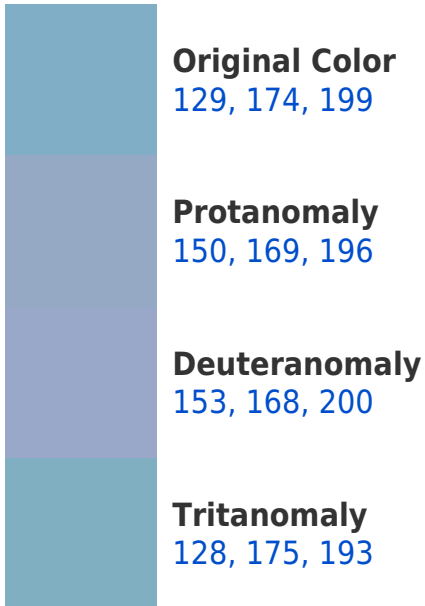 Original Color
129, 174, 199
Protanomaly
150, 169, 196
Deuteranomaly
153, 168, 200
Tritanomaly
128, 175, 193